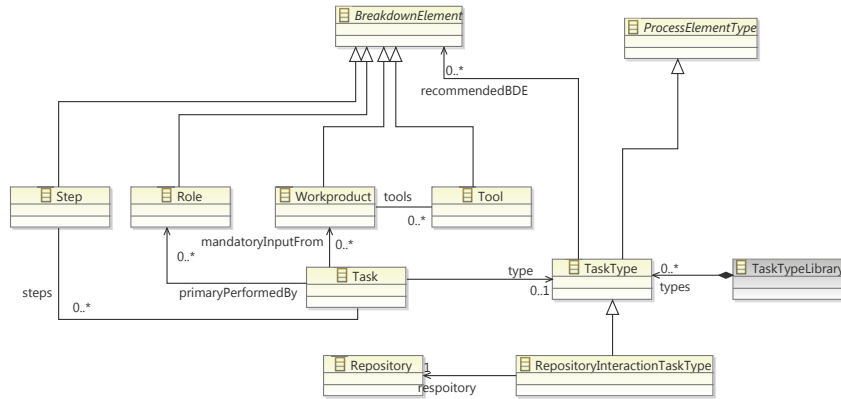 BreakdownElement
ProcessElementType
0..*
recommendedBDE
Step
Role
Workproduct
tools
0..*
Tool
0..*
mandatoryInputFrom
0..*
Task
type
0..1
TaskType
0..*
types
TaskTypeLibrary
steps
primaryPerformedBy
0..*
Repository
1
respoitory
RepositoryInteractionTaskType